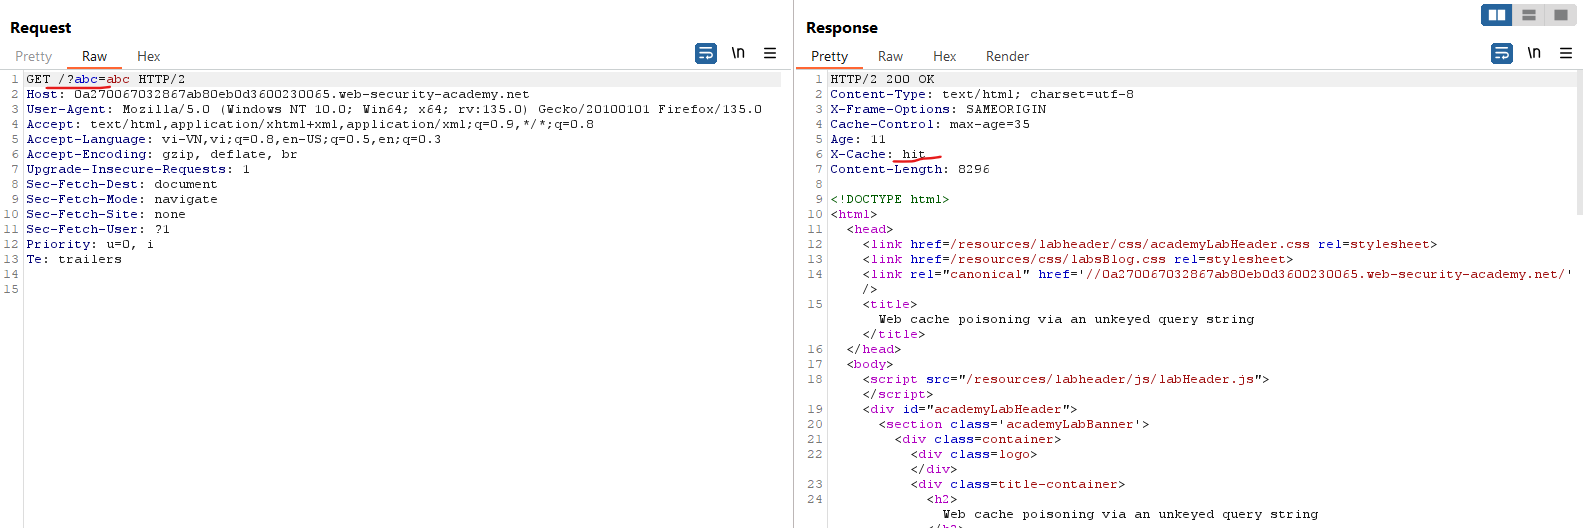 Request
Pretty Raw Hex \n
1 GET /?abc=abc HTTP/2
2 Host: 0a270067032867ab80eb0d3600230065.web-security-academy.net
3 User-Agent: Mozilla/5.0 (Windows NT 10.0; Win64; x64; rv:135.0) Gecko/20100101 Firefox/135.0
4 Accept: text/html,application/xhtml+xml,application/xml;q=0.9,*/*;q=0.8
5 Accept-Language: vi-VN,vi;q=0.8,en-US;q=0.5,en;q=0.3
6 Accept-Encoding: gzip, deflate, br
7 Upgrade-Insecure-Requests: 1
8 Sec-Fetch-Dest: document
9 Sec-Fetch-Mode: navigate
10 Sec-Fetch-Site: none
11 Sec-Fetch-User: ?1
12 Priority: u=0, i
13 Te: trailers
14
15
Response
Pretty Raw Hex Render \n
1 HTTP/2 200 OK
2 Content-Type: text/html; charset=utf-8
3 X-Frame-Options: SAMEORIGIN
4 Cache-Control: max-age=35
5 Age: 11
6 X-Cache: hit
7 Content-Length: 8296
8
9 <!DOCTYPE html>
10 <html>
11 <head>
12 <link href=/resources/labheader/css/academyLabHeader.css rel=stylesheet>
13 <link href=/resources/css/labsBlog.css rel=stylesheet>
14 <link rel="canonical" href='//0a270067032867ab80eb0d3600230065.web-security-academy.net/'
/>
15 <title>
Web cache poisoning via an unkeyed query string
</title>
16 </head>
17 <body>
18 <script src="/resources/labheader/js/labHeader.js">
</script>
19 <div id="academyLabHeader">
20 <section class='academyLabBanner'>
21 <div class=container>
22 <div class=logo>
</div>
23 <div class=title-container>
24 <h2>
Web cache poisoning via an unkeyed query string
</h2>